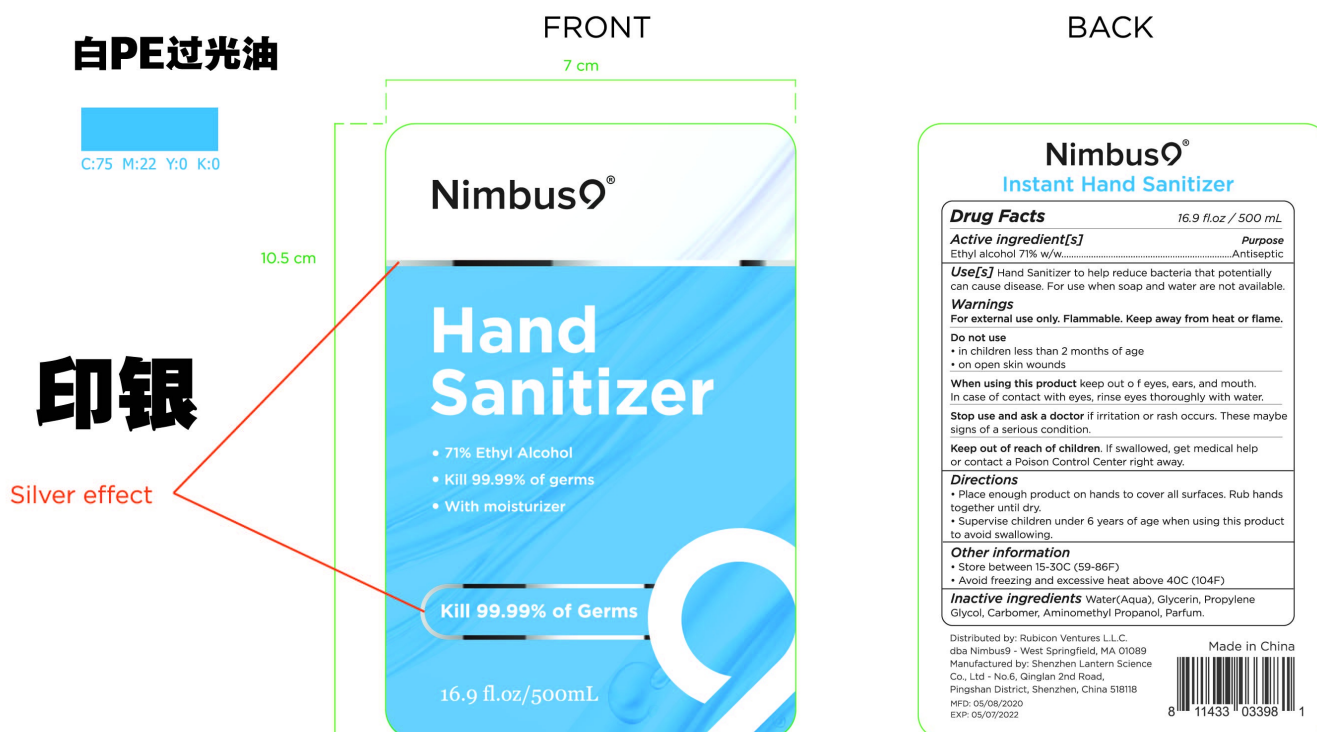 白PE过光油
C:75 M:22 Y:0 K:0
印银
Silver effect
FRONT
7 cm
10.5 cm
Nimbus9®
Hand
Sanitizer
• 71% Ethyl Alcohol
• Kill 99.99% of germs
• With moisturizer
Kill 99.99% of Germs
16.9 fl.oz/500mL
9
BACK
Nimbus9®
Instant Hand Sanitizer
Drug Facts 16.9 fl.oz / 500 mL
Active ingredient[s] Purpose
Ethyl alcohol 71% w/w..........................................................Antiseptic
Use[s] Hand Sanitizer to help reduce bacteria that potentially
can cause disease. For use when soap and water are not available.
Warnings
For external use only. Flammable. Keep away from heat or flame.
Do not use
• in children less than 2 months of age
• on open skin wounds
When using this product keep out o f eyes, ears, and mouth.
In case of contact with eyes, rinse eyes thoroughly with water.
Stop use and ask a doctor if irritation or rash occurs. These maybe
signs of a serious condition.
Keep out of reach of children. If swallowed, get medical help
or contact a Poison Control Center right away.
Directions
• Place enough product on hands to cover all surfaces. Rub hands
together until dry.
• Supervise children under 6 years of age when using this product
to avoid swallowing.
Other information
• Store between 15-30C (59-86F)
• Avoid freezing and excessive heat above 40C (104F)
Inactive ingredients Water(Aqua), Glycerin, Propylene
Glycol, Carbomer, Aminomethyl Propanol, Parfum.
Distributed by: Rubicon Ventures L.L.C.
dba Nimbus9 - West Springfield, MA 01089
Manufactured by: Shenzhen Lantern Science
Co., Ltd - No.6, Qinglan 2nd Road,
Pingshan District, Shenzhen, China 518118
MFD: 05/08/2020
EXP: 05/07/2022
Made in China
8 11433 03398 1